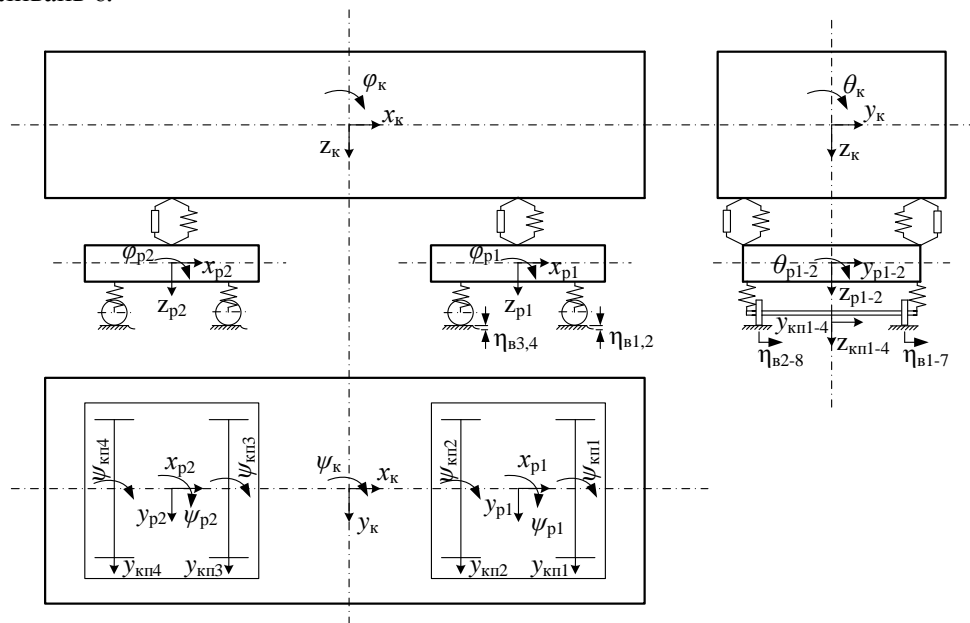 φк
xк
zк
θк
yк
zк
φр2
xр2
zр2
φр1
xр1
zр1
ηв3,4
ηв1,2
θр1-2
yр1-2
zр1-2
yкп1-4
zкп1-4
ηв2-8
ηв1-7
ψкп4
xр2
ψкп3
yр2
ψр2
yкп4
yкп3
ψк
xк
yк
ψкп2
xр1
ψкп1
yр1
ψр1
yкп2
yкп1